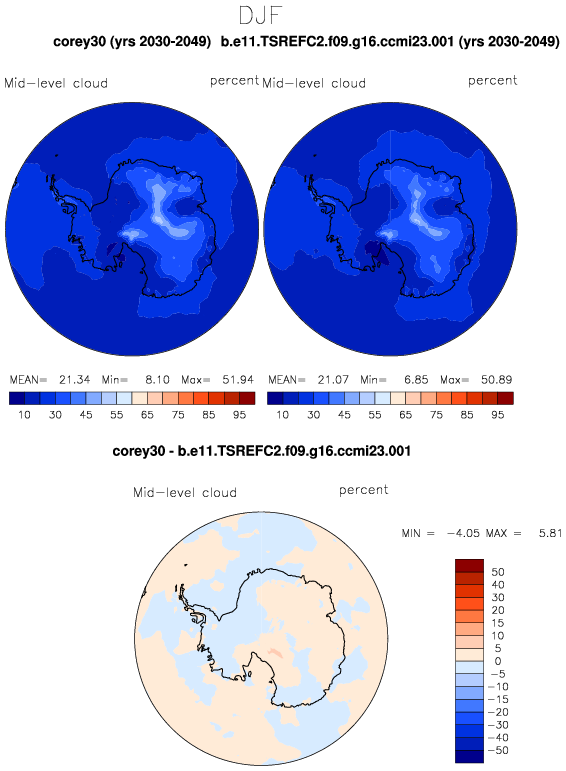 DJF
corey30 (yrs 2030-2049) b.e11.TSREFC2.f09.g16.ccmi23.001 (yrs 2030-2049)
Mid-level cloud percent Mid-level cloud percent
MEAN= 21.34 Min= 8.10 Max= 51.94 MEAN= 21.07 Min= 6.85 Max= 50.89
10 30 45 55 65 75 85 95 10 30 45 55 65 75 85 95
corey30 - b.e11.TSREFC2.f09.g16.ccmi23.001
Mid-level cloud percent
MIN = -4.05 MAX = 5.81
50
40
30
20
15
10
5
0
-5
-10
-15
-20
-30
-40
-50